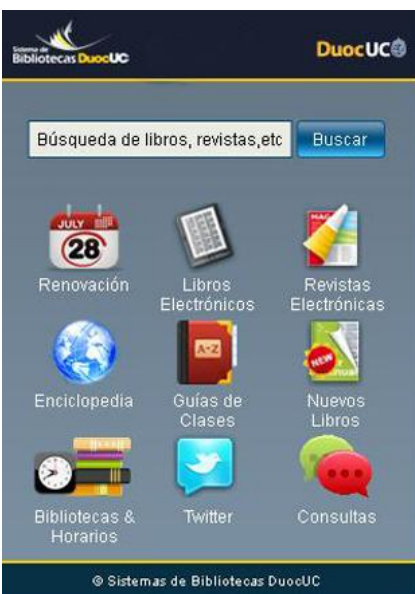 Sistema de
Bibliotecas DuocUC
DuocUC
Búsqueda de libros, revistas,etc
Buscar
JULY
28
MAG
Renovación
Libros
Electrónicos
Revistas
Electrónicas
A-Z
NEW
Enciclopedia
Guías de
Clases
Nuevos
Libros
Bibliotecas &
Horarios
Twitter
Consultas
© Sistemas de Bibliotecas DuocUC